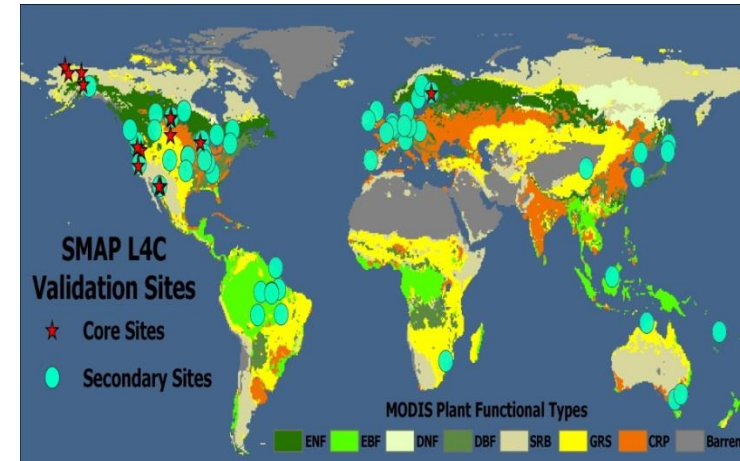 SMAP L4C
Validation Sites
Core Sites
Secondary Sites
MODIS Plant Functional Types
ENF EBF DNF DBF SRB GRS CRP Barren